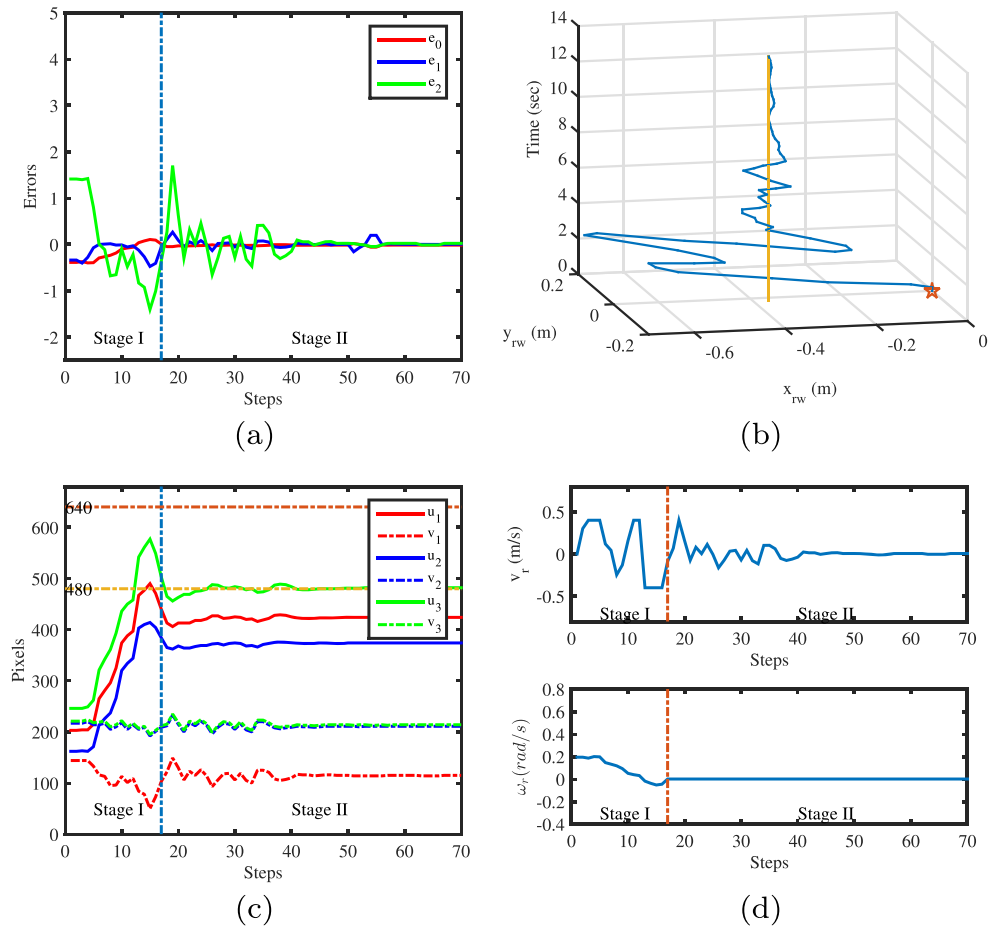 5
4
3
2
1
0
-1
-2
Errors
e0
e1
e2
Stage I
Stage II
0 10 20 30 40 50 60 70
Steps
(a)
14
12
10
8
6
4
2
0
Time (sec)
0.2
0
-0.2
yrw (m)
-0.6
-0.4
-0.2
0
xrw (m)
(b)
640
600
500
480
400
300
200
100
0
Pixels
u1
v1
u2
v2
u3
v3
Stage I
Stage II
0 10 20 30 40 50 60 70
Steps
(c)
0.5
0
-0.5
vr (m/s)
Stage I
Stage II
0 10 20 30 40 50 60 70
Steps
0.8
0.6
0.4
0.2
0
-0.2
-0.4
ωr(rad/s)
Stage I
Stage II
0 10 20 30 40 50 60 70
Steps
(d)